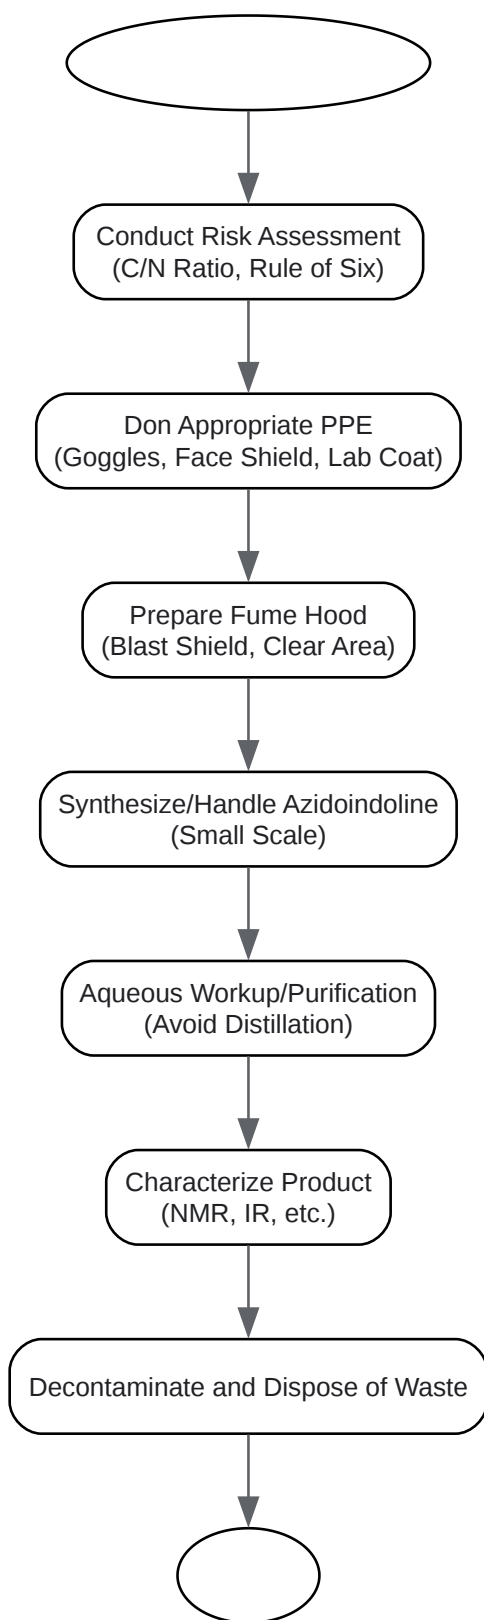 Conduct Risk Assessment
(C/N Ratio, Rule of Six)
Don Appropriate PPE
(Goggles, Face Shield, Lab Coat)
Prepare Fume Hood
(Blast Shield, Clear Area)
Synthesize/Handle Azidoindoline
(Small Scale)
Aqueous Workup/Purification
(Avoid Distillation)
Characterize Product
(NMR, IR, etc.)
Decontaminate and Dispose of Waste